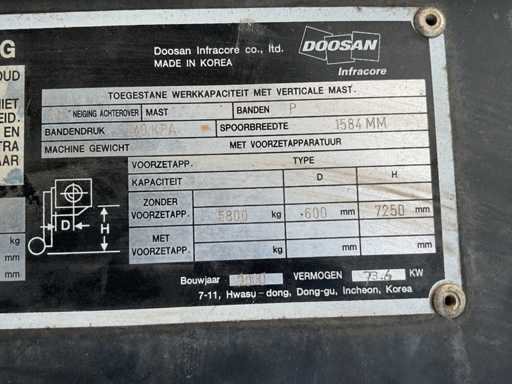 G
Doosan Infracore co., ltd.
MADE IN KOREA
DOOSAN
Infracore
OUD
NIET
EID.
EN
TRA
AAR
TOEGESTANE WERKKAPACITEIT MET VERTICALE MAST.
NEIGING ACHTEROVER MAST BANDEN P
BANDENDRUK KPA SPOORBREEDTE 1584 MM
MACHINE GEWICHT MET VOORZETAPPARATUUR
VOORZETAPP. TYPE
KAPACITEIT D H
ZONDER
VOORZETAPP. 5800 kg 600 mm 7250 mm
MET
VOORZETAPP. kg mm mm
D H
kg
mm
mm
Bouwjaar VERMOGEN 73.4 KW
7-11, Hwasu-dong, Dong-gu, Incheon, Korea